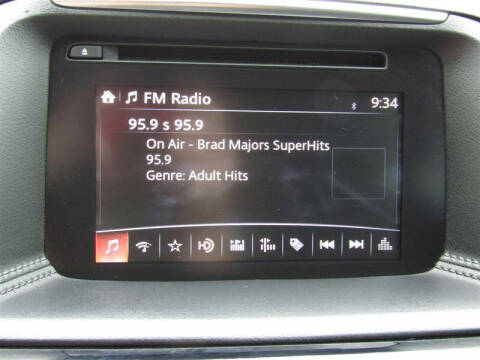 FM Radio
9:34
95.9 s 95.9
On Air - Brad Majors SuperHits
95.9
Genre: Adult Hits